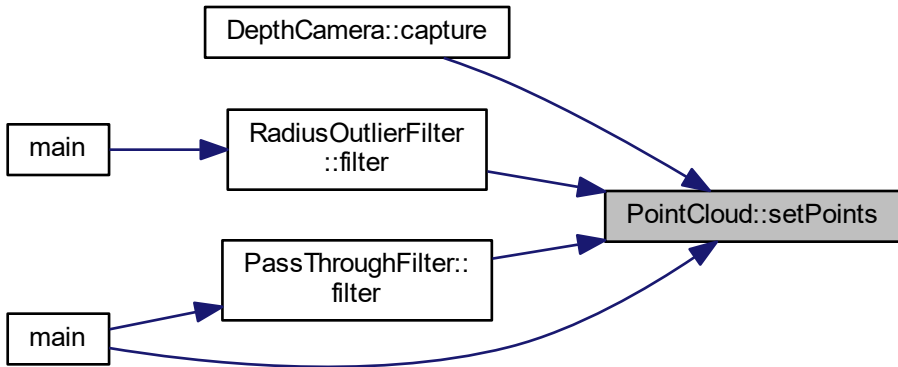 DepthCamera::capture
RadiusOutlierFilter
::filter
main
PointCloud::setPoints
PassThroughFilter::
filter
main